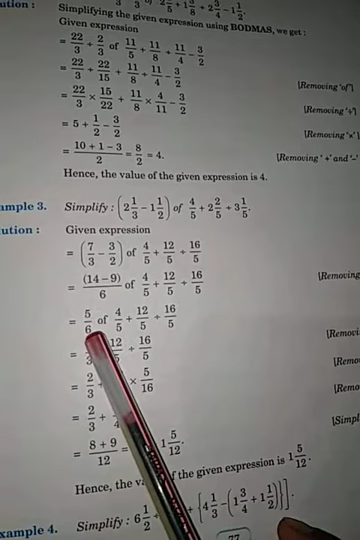 ution : Simplifying the given expression using BODMAS, we get :
Given expression
= 22/3 ÷ 2/3 of 11/5 + 11/8 ÷ 11/4 − 3/2
= 22/3 ÷ 22/15 + 11/8 ÷ 11/4 − 3/2 [Removing 'of']
= 22/3 × 15/22 + 11/8 × 4/11 − 3/2 [Removing '÷']
= 5 + 1/2 − 3/2 [Removing '×']
= (10 + 1 − 3)/2 = 8/2 = 4. [Removing '+' and '−'
Hence, the value of the given expression is 4.
ample 3. Simplify : (2 1/3 − 1 1/2) of 4/5 + 2 2/5 ÷ 3 1/5.
ution : Given expression
= (7/3 − 3/2) of 4/5 + 12/5 ÷ 16/5
= (14 − 9)/6 of 4/5 + 12/5 ÷ 16/5 [Removing
= 5/6 of 4/5 + 12/5 ÷ 16/5
= 12 ÷ 16/5 [Removi
= 2/3 + × 5/16 [Remo
= 2/3 + [Remo
= (8 + 9)/12 = 1 5/12. [Simpl
Hence, the va f the given expression is 1 5/12.
xample 4. Simplify : 6 1/2 {4 1/3 − (1 3/4 + 1 1/2)}].
77